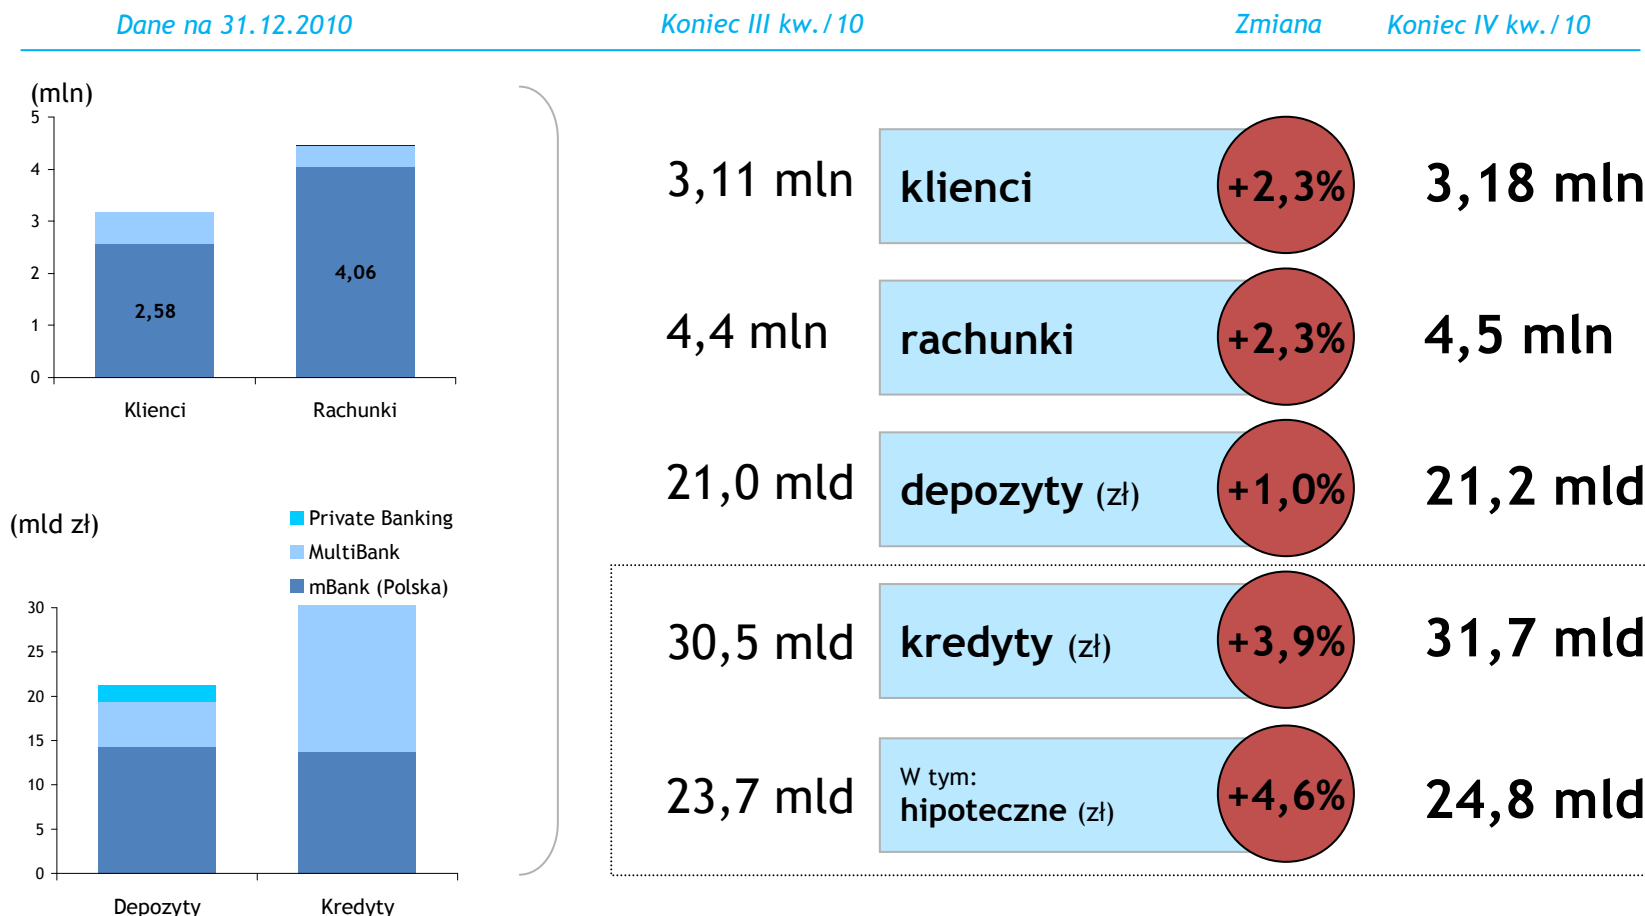 Dane na 31.12.2010
Koniec III kw./10
Zmiana
Koniec IV kw./10
(mln)
5
4
3
2
1
0
2,58
4,06
Klienci
Rachunki
(mld zł)
Private Banking
MultiBank
mBank (Polska)
30
25
20
15
10
5
0
Depozyty
Kredyty
3,11 mln
klienci
+2,3%
3,18 mln
4,4 mln
rachunki
+2,3%
4,5 mln
21,0 mld
depozyty (zł)
+1,0%
21,2 mld
30,5 mld
kredyty (zł)
+3,9%
31,7 mld
23,7 mld
W tym:
hipoteczne (zł)
+4,6%
24,8 mld